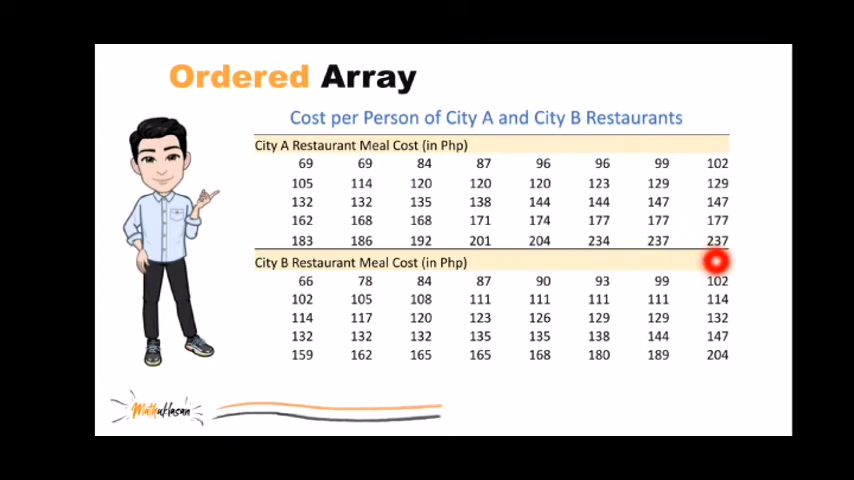 Ordered Array
Cost per Person of City A and City B Restaurants
City A Restaurant Meal Cost (in Php)
69 69 84 87 96 96 99 102
105 114 120 120 120 123 129 129
132 132 135 138 144 144 147 147
162 168 168 171 174 177 177 177
183 186 192 201 204 234 237 237
City B Restaurant Meal Cost (in Php)
66 78 84 87 90 93 99 102
102 105 108 111 111 111 111 114
114 117 120 123 126 129 129 132
132 132 132 135 135 138 144 147
159 162 165 165 168 180 189 204
Mathuklasan